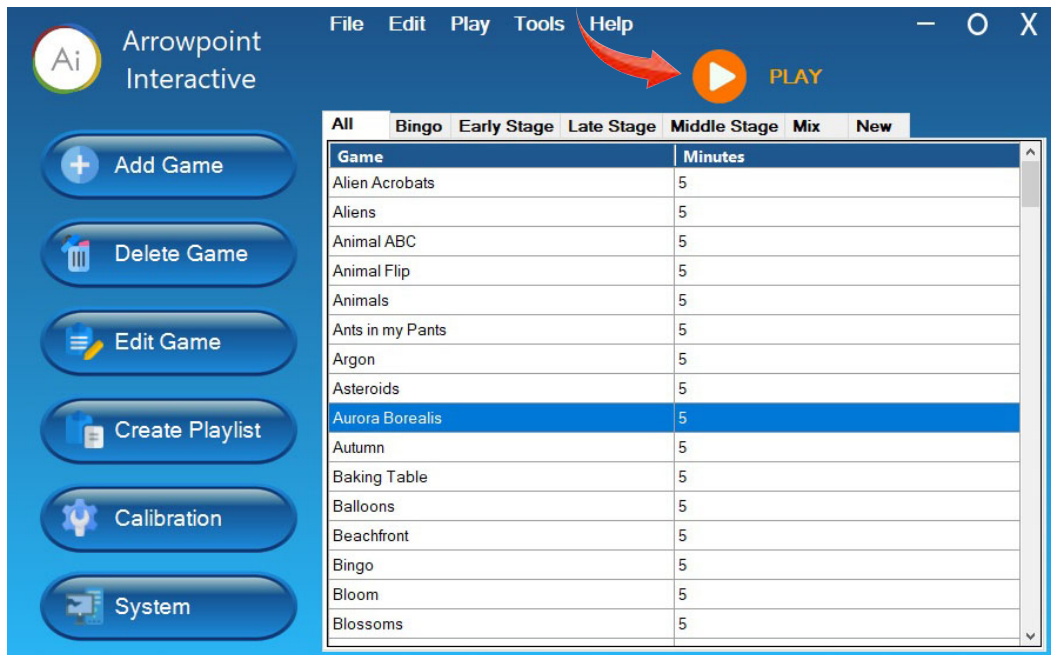 File Edit Play Tools Help — O X
Ai Arrowpoint
Interactive
PLAY
All Bingo Early Stage Late Stage Middle Stage Mix New
Add Game
Delete Game
Edit Game
Create Playlist
Calibration
System
Game Minutes
Alien Acrobats 5
Aliens 5
Animal ABC 5
Animal Flip 5
Animals 5
Ants in my Pants 5
Argon 5
Asteroids 5
Aurora Borealis 5
Autumn 5
Baking Table 5
Balloons 5
Beachfront 5
Bingo 5
Bloom 5
Blossoms 5